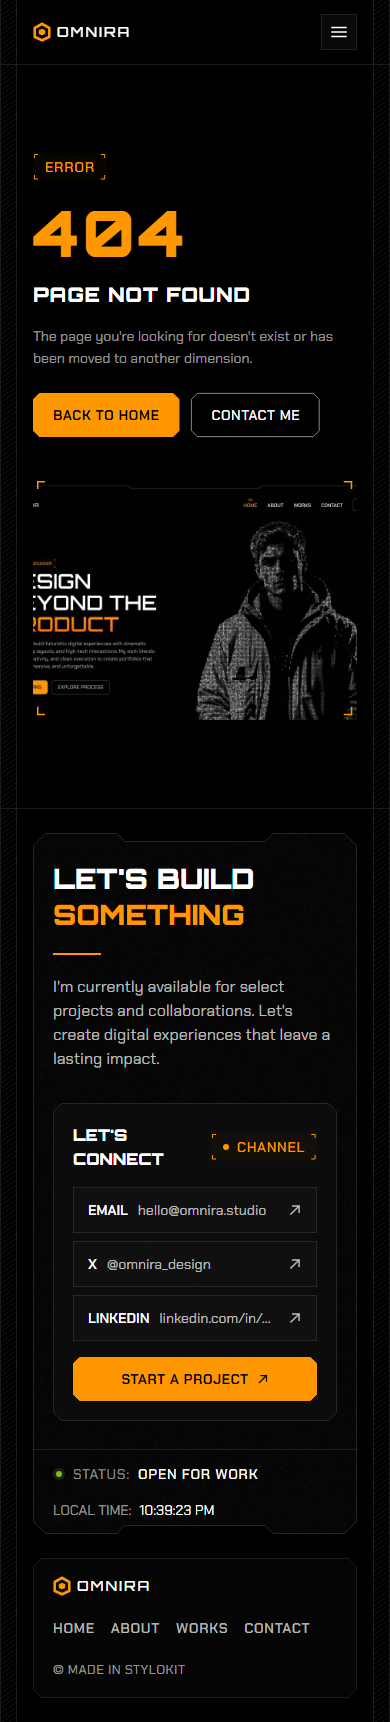 OMNIRA
ERROR
404
PAGE NOT FOUND
The page you're looking for doesn't exist or has
been moved to another dimension.
BACK TO HOME
CONTACT ME
HOME ABOUT WORKS CONTACT
ESIGN
EYOND THE
RODUCT
EXPLORE PROCESS
LET'S BUILD
SOMETHING
I'm currently available for select
projects and collaborations. Let's
create digital experiences that leave a
lasting impact.
LET'S
CONNECT
CHANNEL
EMAIL hello@omnira.studio
X @omnira_design
LINKEDIN linkedin.com/in/...
START A PROJECT
STATUS: OPEN FOR WORK
LOCAL TIME: 10:39:23 PM
OMNIRA
HOME ABOUT WORKS CONTACT
© MADE IN STYLOKIT